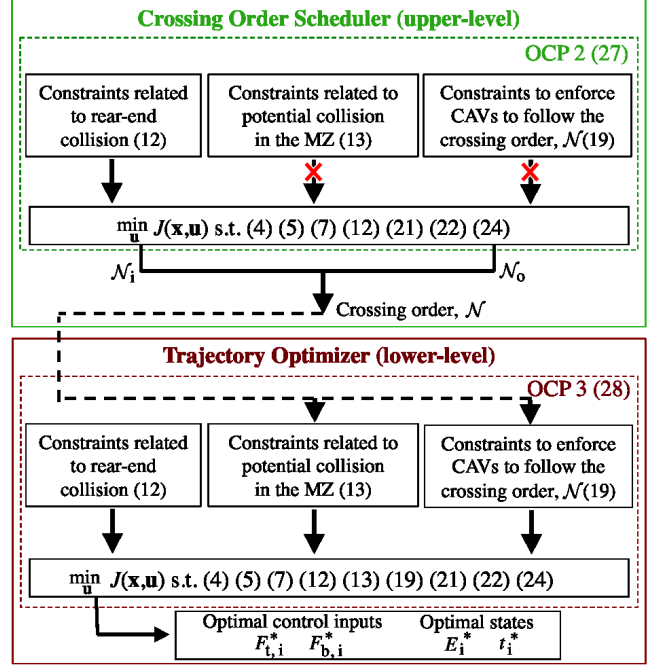 Crossing Order Scheduler (upper-level)
OCP 2 (27)
Constraints related
to rear-end
collision (12)
Constraints related to
potential collision
in the MZ (13)
Constraints to enforce
CAVs to follow the
crossing order, 𝒩(19)
min J(x,u) s.t. (4) (5) (7) (12) (21) (22) (24)
u
𝒩i
𝒩o
Crossing order, 𝒩
Trajectory Optimizer (lower-level)
OCP 3 (28)
Constraints related
to rear-end
collision (12)
Constraints related to
potential collision
in the MZ (13)
Constraints to enforce
CAVs to follow the
crossing order, 𝒩(19)
min J(x,u) s.t. (4) (5) (7) (12) (13) (19) (21) (22) (24)
u
Optimal control inputs
F*t,i F*b,i
Optimal states
E*i t*i